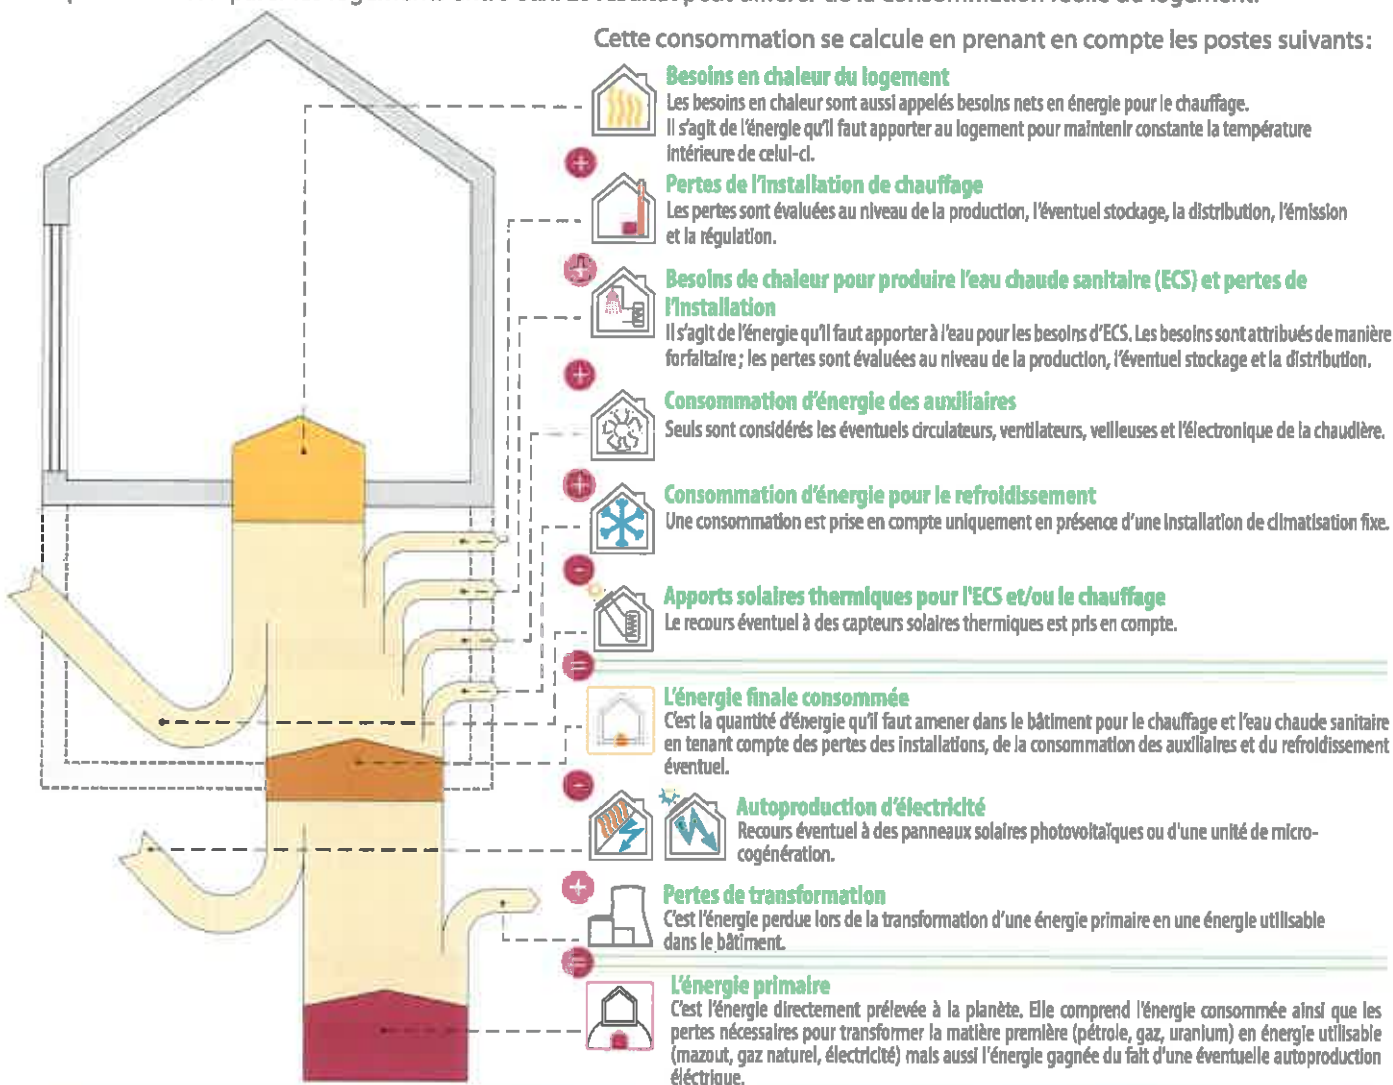 peut différer de la consommation réelle du logement.
Cette consommation se calcule en prenant en compte les postes suivants:
Besoins en chaleur du logement
Les besoins en chaleur sont aussi appelés besoins nets en énergie pour le chauffage.
Il s'agit de l'énergie qu'il faut apporter au logement pour maintenir constante la température
intérieure de celui-ci.
Pertes de l'installation de chauffage
Les pertes sont évaluées au niveau de la production, l'éventuel stockage, la distribution, l'émission
et la régulation.
Besoins de chaleur pour produire l'eau chaude sanitaire (ECS) et pertes de
l'installation
Il s'agit de l'énergie qu'il faut apporter à l'eau pour les besoins d'ECS. Les besoins sont attribués de manière
forfaitaire ; les pertes sont évaluées au niveau de la production, l'éventuel stockage et la distribution.
Consommation d'énergie des auxiliaires
Seuls sont considérés les éventuels circulateurs, ventilateurs, veilleuses et l'électronique de la chaudière.
Consommation d'énergie pour le refroidissement
Une consommation est prise en compte uniquement en présence d'une installation de climatisation fixe.
Apports solaires thermiques pour l'ECS et/ou le chauffage
Le recours éventuel à des capteurs solaires thermiques est pris en compte.
L'énergie finale consommée
C'est la quantité d'énergie qu'il faut amener dans le bâtiment pour le chauffage et l'eau chaude sanitaire
en tenant compte des pertes des installations, de la consommation des auxiliaires et du refroidissement
éventuel.
Autoproduction d'électricité
Recours éventuel à des panneaux solaires photovoltaïques ou d'une unité de micro-
cogénération.
Pertes de transformation
C'est l'énergie perdue lors de la transformation d'une énergie primaire en une énergie utilisable
dans le bâtiment.
L'énergie primaire
C'est l'énergie directement prélevée à la planète. Elle comprend l'énergie consommée ainsi que les
pertes nécessaires pour transformer la matière première (pétrole, gaz, uranium) en énergie utilisable
(mazout, gaz naturel, électricité) mais aussi l'énergie gagnée du fait d'une éventuelle autoproduction
éléctrique.